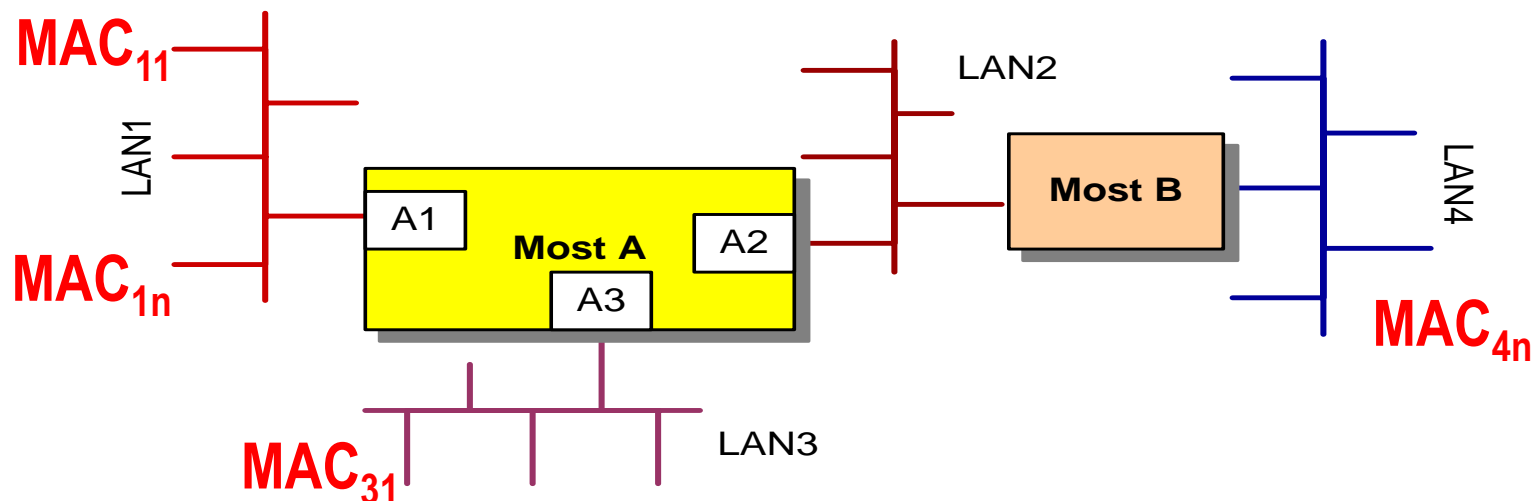 MAC11
LAN1
MAC1n
A1
Most A
A2
A3
LAN2
Most B
LAN4
MAC4n
LAN3
MAC31